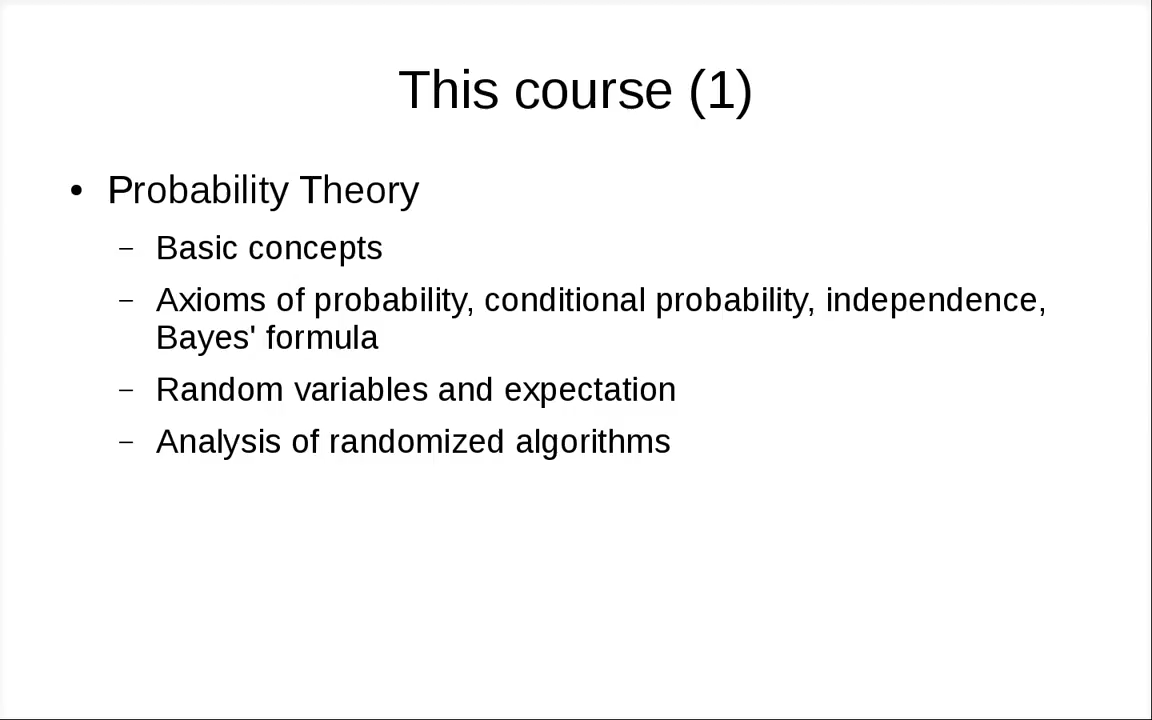 This course (1)
• Probability Theory
– Basic concepts
– Axioms of probability, conditional probability, independence,
Bayes' formula
– Random variables and expectation
– Analysis of randomized algorithms